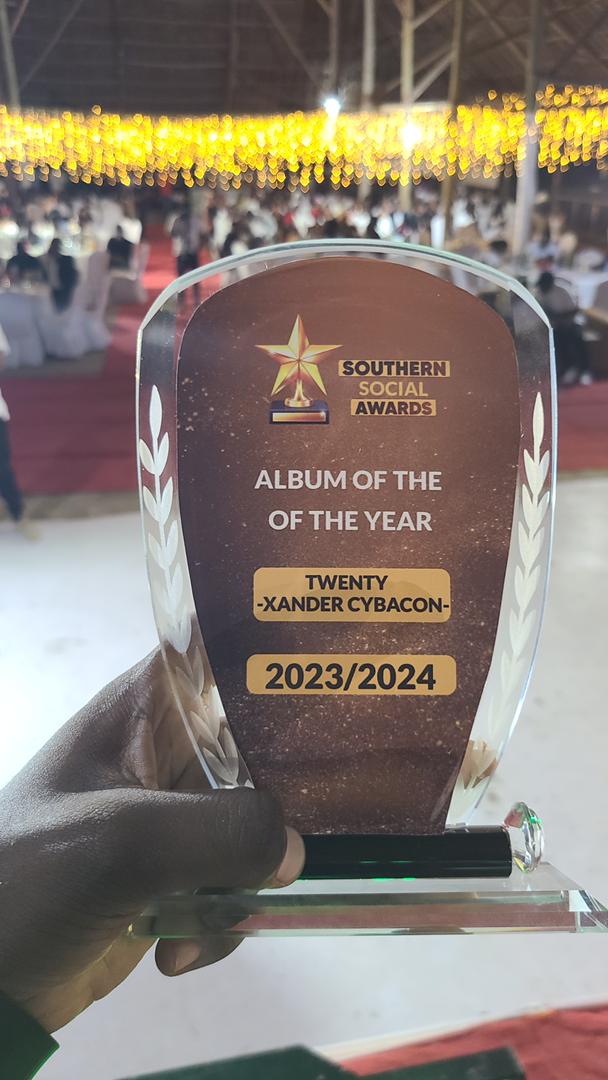 SOUTHERN
SOCIAL
AWARDS
ALBUM OF THE
OF THE YEAR
TWENTY
-XANDER CYBACON-
2023/2024